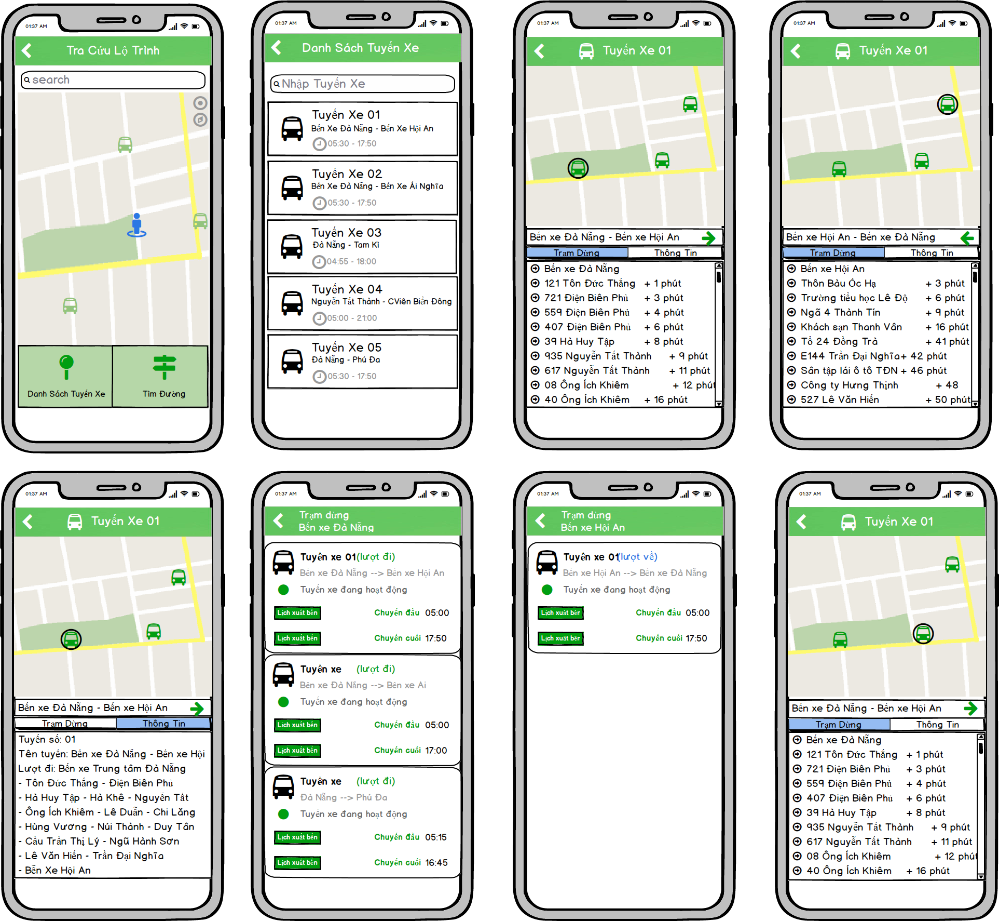 01:37 AM
Tra Cứu Lộ Trình
search
Danh Sách Tuyến Xe
Tìm Đường
01:37 AM
Danh Sách Tuyến Xe
Nhập Tuyến Xe
Tuyến Xe 01
Bến Xe Đà Nẵng - Bến Xe Hội An
05:30 - 17:50
Tuyến Xe 02
Bến Xe Đà Nẵng - Bến Xe Ái Nghĩa
05:30 - 17:50
Tuyến Xe 03
Đà Nẵng - Tam Kì
04:55 - 18:00
Tuyến Xe 04
Nguyễn Tất Thành - CViên Biển Đông
05:00 - 21:00
Tuyến Xe 05
Đà Nẵng - Phú Đa
05:30 - 17:50
01:37 AM
Tuyến Xe 01
Bến xe Đà Nẵng - Bến xe Hội An
Trạm Dừng Thông Tin
Bến xe Đà Nẵng
121 Tôn Đức Thắng + 1 phút
721 Điện Biên Phủ + 3 phút
559 Điện Biên Phủ + 4 phút
407 Điện Biên Phủ + 6 phút
39 Hà Huy Tập + 8 phút
935 Nguyễn Tất Thành + 9 phút
617 Nguyễn Tất Thành + 11 phút
08 Ông Ích Khiêm + 12 phút
40 Ông Ích Khiêm + 16 phút
01:37 AM
Tuyến Xe 01
Bến xe Hội An - Bến xe Đà Nẵng
Trạm Dừng Thông Tin
Bến xe Hội An
Thôn Bàu Ốc Hạ + 3 phút
Trường tiểu học Lê Độ + 6 phút
Ngã 4 Thành Tín + 9 phút
Khách sạn Thanh Vân + 16 phút
Tổ 24 Đồng Trà + 41 phút
E144 Trần Đại Nghĩa+ 42 phút
Sân tập lái ô tô TĐN + 46 phút
Công ty Hưng Thịnh + 48
527 Lê Văn Hiến + 50 phút
01:37 AM
Tuyến Xe 01
Bến xe Đà Nẵng - Bến xe Hội An
Trạm Dừng Thông Tin
Tuyến số: 01
Tên tuyến: Bến xe Đà Nẵng - Bến xe Hội
Lượt đi: Bến xe Trung tâm Đà Nẵng
- Tôn Đức Thắng - Điện Biên Phủ
- Hà Huy Tập - Hà Khê - Nguyễn Tất
- Ông Ích Khiêm - Lê Duẩn - Chi Lăng
- Hùng Vương - Núi Thành - Duy Tân
- Cầu Trần Thị Lý - Ngũ Hành Sơn
- Lê Văn Hiến - Trần Đại Nghĩa
- Bễn Xe Hội An
01:37 AM
Trạm dừng
Bến xe Đà Nẵng
Tuyến xe 01(lượt đi)
Bến xe Đà Nẵng --> Bến xe Hội An
Tuyến xe đang hoạt động
Lịch xuất bến Chuyến đầu 05:00
Lịch xuất bến Chuyến cuối 17:50
Tuyến xe (lượt đi)
Bến xe Đà Nẵng --> Bến xe Ái
Tuyến xe đang hoạt động
Lịch xuất bến Chuyến đầu 05:00
Lịch xuất bến Chuyến cuối 17:00
Tuyến xe (lượt đi)
Đà Nẵng --> Phú Đa
Tuyến xe đang hoạt động
Lịch xuất bến Chuyến đầu 05:15
Lịch xuất bến Chuyến cuối 16:45
01:37 AM
Trạm dừng
Bến xe Hội An
Tuyến xe 01(lượt về)
Bến xe Hội An --> Bến xe Đà Nẵng
Tuyến xe đang hoạt động
Lịch xuất bến Chuyến đầu 05:00
Lịch xuất bến Chuyến cuối 17:50
01:37 AM
Tuyến Xe 01
Bến xe Đà Nẵng - Bến xe Hội An
Trạm Dừng Thông Tin
Bến xe Đà Nẵng
121 Tôn Đức Thắng + 1 phút
721 Điện Biên Phủ + 3 phút
559 Điện Biên Phủ + 4 phút
407 Điện Biên Phủ + 6 phút
39 Hà Huy Tập + 8 phút
935 Nguyễn Tất Thành + 9 phút
617 Nguyễn Tất Thành + 11 phút
08 Ông Ích Khiêm + 12 phút
40 Ông Ích Khiêm + 16 phút